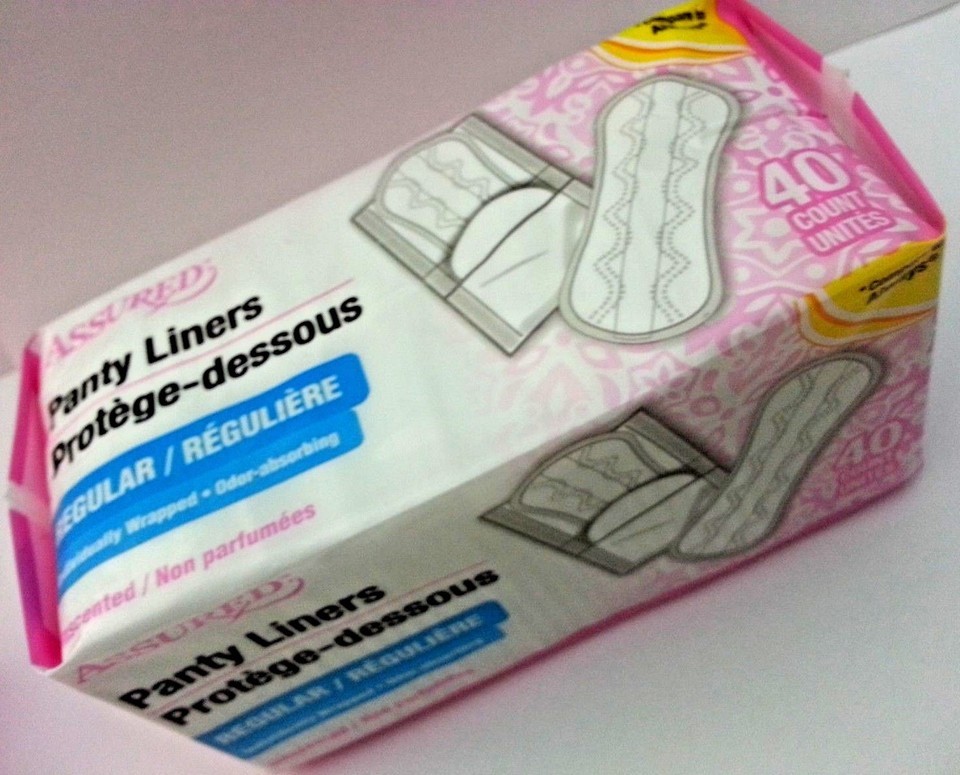 ASSURED
Panty Liners
Protège-dessous
REGULAR / RÉGULIÈRE
Wrapped • Odor-absorbing
Non parfumées
40
COUNT
UNITÉS
ASSURED
Panty Liners
Protège-dessous
REGULAR / RÉGULIÈRE
40